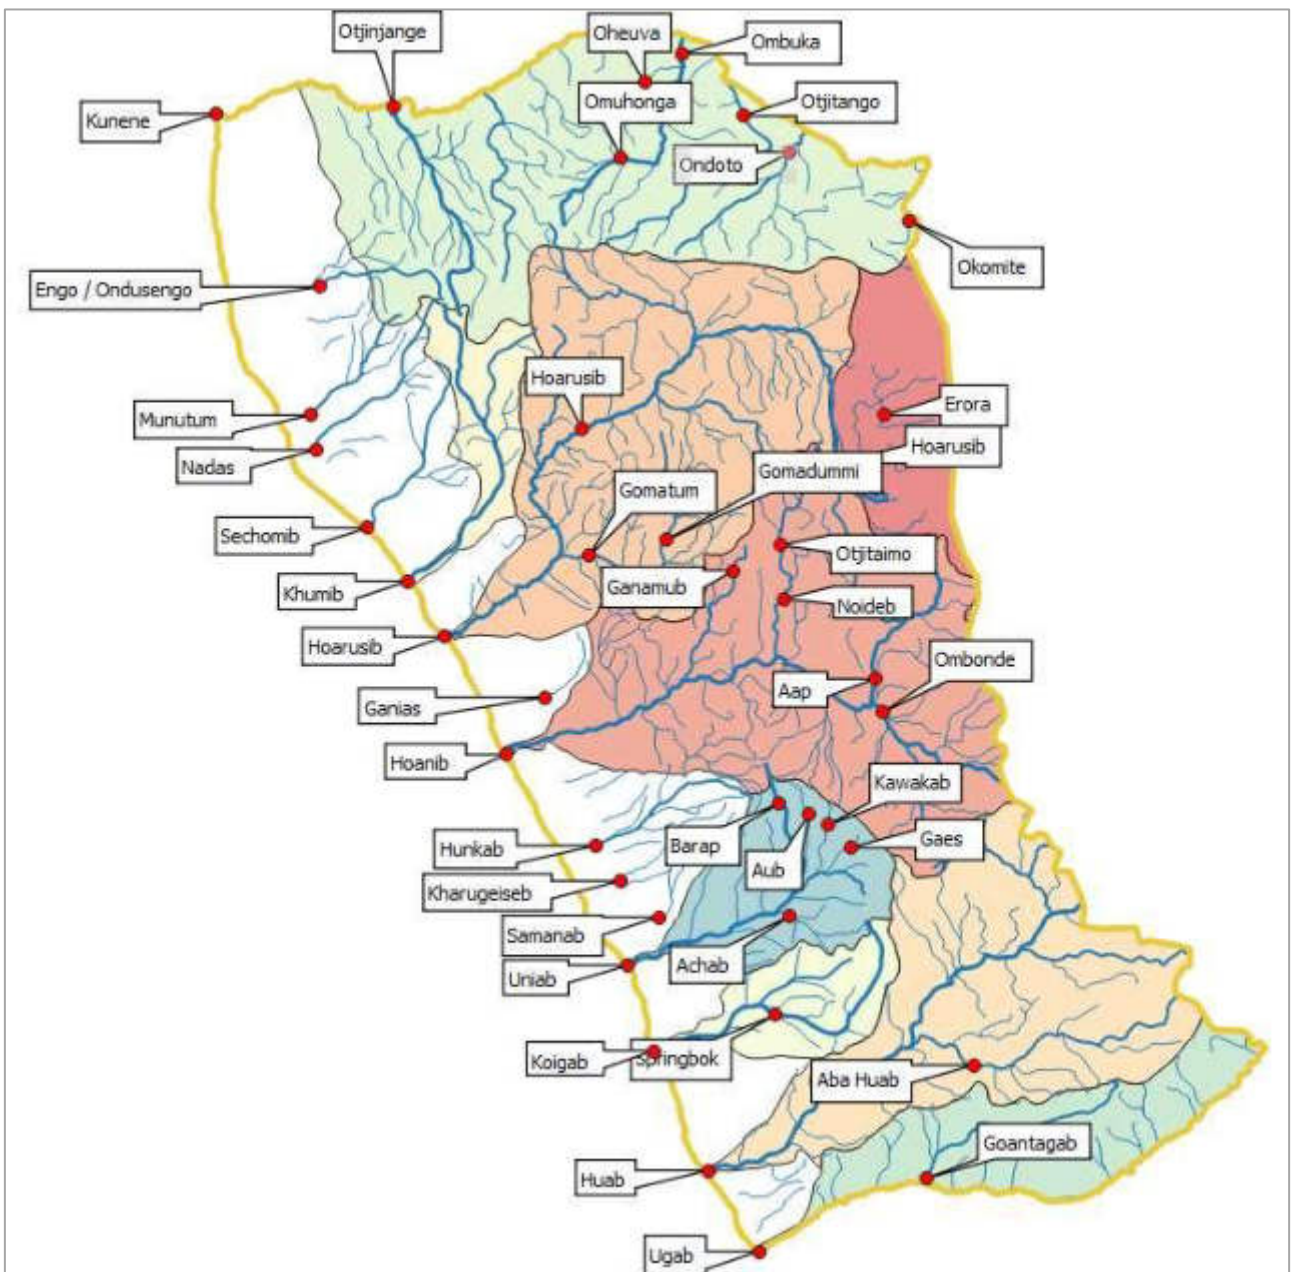 Otjinjange
Oheuva
Ombuka
Kunene
Omuhonga
Otjitango
Ondoto
Okomite
Engo / Ondusengo
Hoarusib
Munutum
Erora
Nadas
Hoarusib
Gomadummi
Gomatum
Sechomib
Otjitaimo
Khumib
Ganamub
Noideb
Hoarusib
Ombonde
Aap
Ganias
Hoanib
Kawakab
Hunkab
Barap
Gaes
Aub
Kharugeiseb
Samanab
Achab
Uniab
Koigab
Springbok
Aba Huab
Goantagab
Huab
Ugab